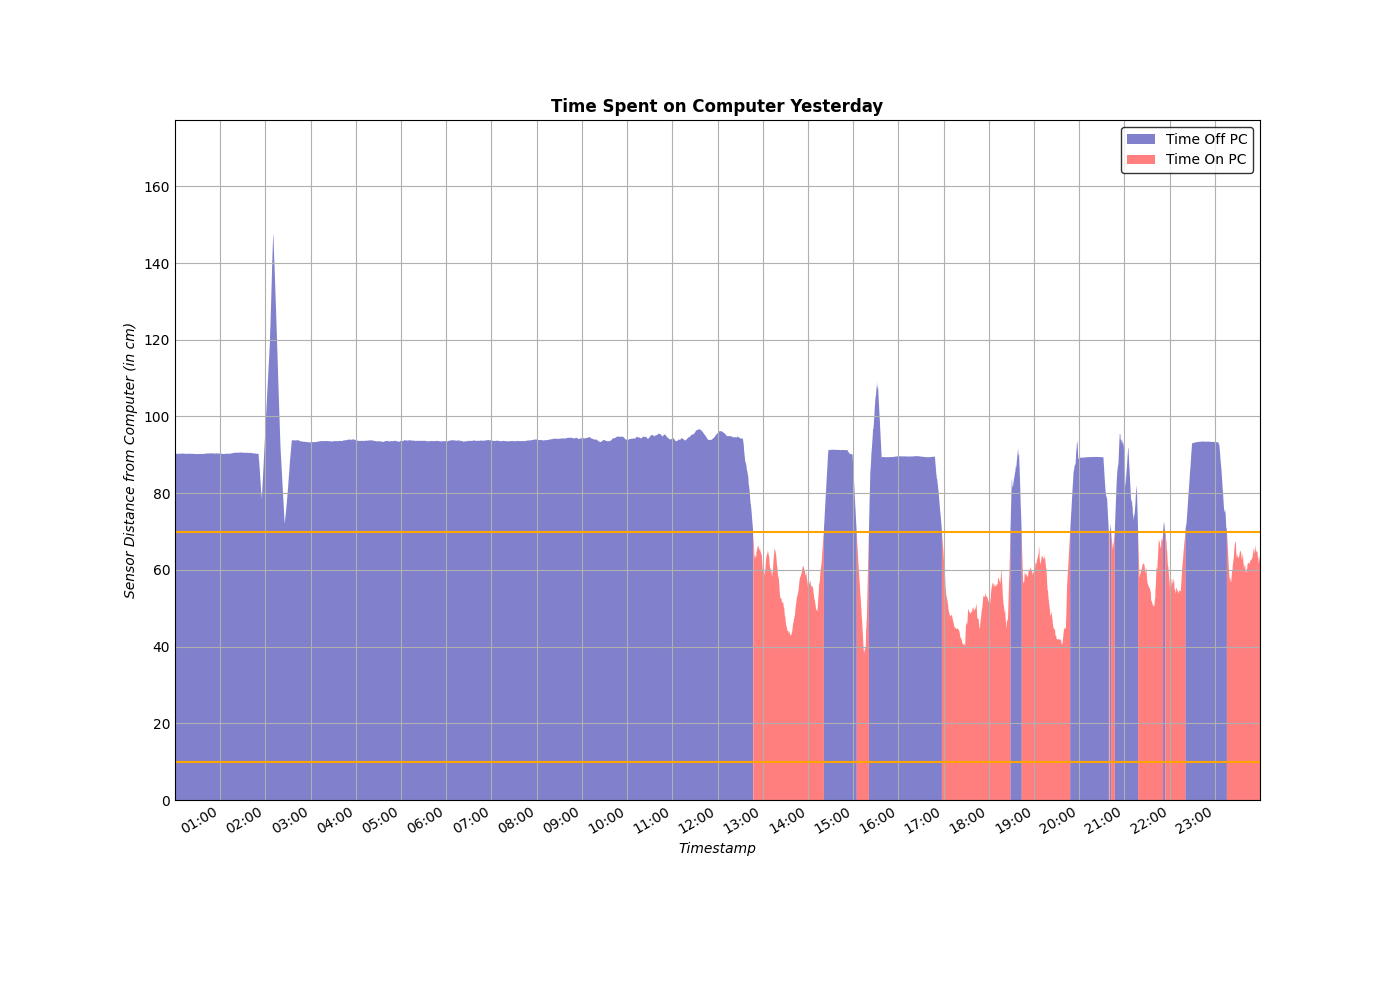 Time Spent on Computer Yesterday
Time Off PC
Time On PC
Sensor Distance from Computer (in cm)
160
140
120
100
80
60
40
20
0
01:00 02:00 03:00 04:00 05:00 06:00 07:00 08:00 09:00 10:00 11:00 12:00 13:00 14:00 15:00 16:00 17:00 18:00 19:00 20:00 21:00 22:00 23:00
Timestamp